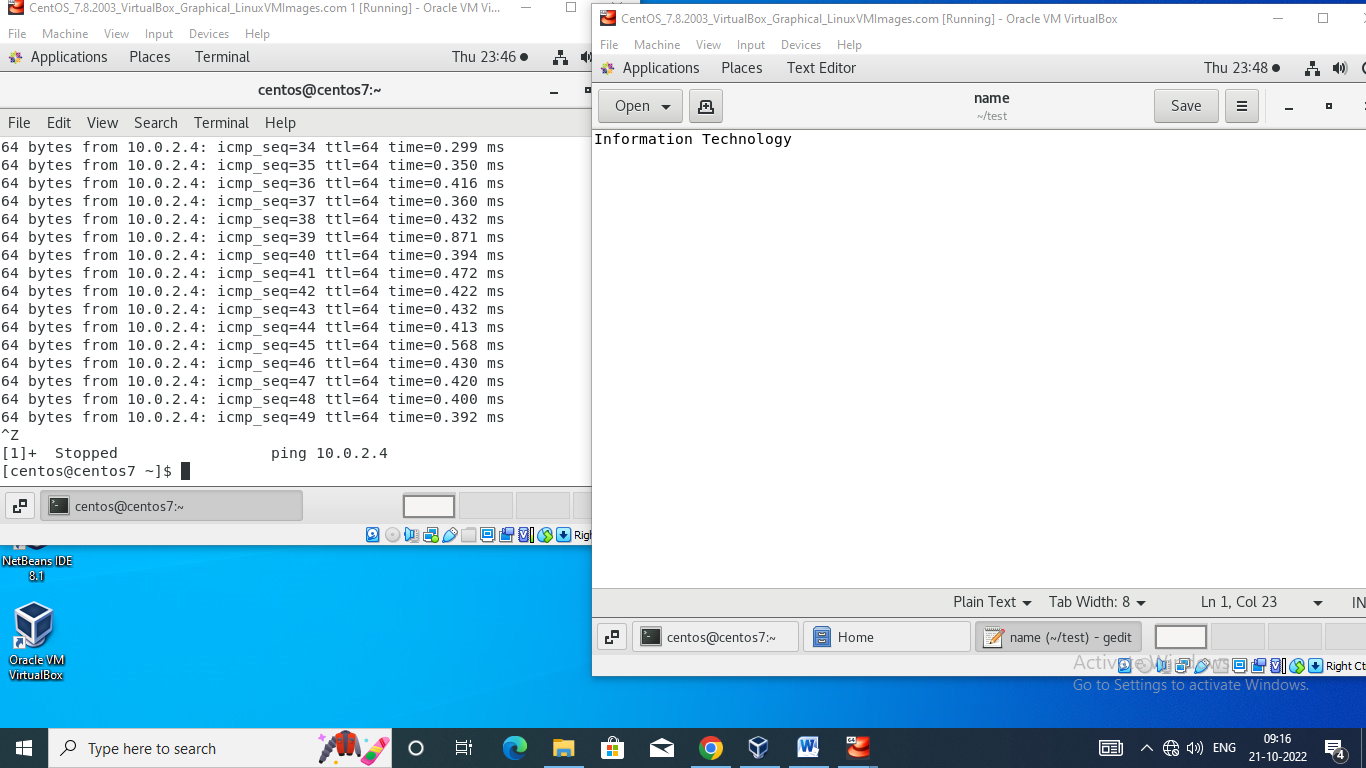 CentOS_7.8.2003_VirtualBox_Graphical_LinuxVMImages.com 1 [Running] - Oracle VM Vi...
File Machine View Input Devices Help
Applications Places Terminal Thu 23:46
centos@centos7:~
File Edit View Search Terminal Help
64 bytes from 10.0.2.4: icmp_seq=34 ttl=64 time=0.299 ms
64 bytes from 10.0.2.4: icmp_seq=35 ttl=64 time=0.350 ms
64 bytes from 10.0.2.4: icmp_seq=36 ttl=64 time=0.416 ms
64 bytes from 10.0.2.4: icmp_seq=37 ttl=64 time=0.360 ms
64 bytes from 10.0.2.4: icmp_seq=38 ttl=64 time=0.432 ms
64 bytes from 10.0.2.4: icmp_seq=39 ttl=64 time=0.871 ms
64 bytes from 10.0.2.4: icmp_seq=40 ttl=64 time=0.394 ms
64 bytes from 10.0.2.4: icmp_seq=41 ttl=64 time=0.472 ms
64 bytes from 10.0.2.4: icmp_seq=42 ttl=64 time=0.422 ms
64 bytes from 10.0.2.4: icmp_seq=43 ttl=64 time=0.432 ms
64 bytes from 10.0.2.4: icmp_seq=44 ttl=64 time=0.413 ms
64 bytes from 10.0.2.4: icmp_seq=45 ttl=64 time=0.568 ms
64 bytes from 10.0.2.4: icmp_seq=46 ttl=64 time=0.430 ms
64 bytes from 10.0.2.4: icmp_seq=47 ttl=64 time=0.420 ms
64 bytes from 10.0.2.4: icmp_seq=48 ttl=64 time=0.400 ms
64 bytes from 10.0.2.4: icmp_seq=49 ttl=64 time=0.392 ms
^Z
[1]+  Stopped                 ping 10.0.2.4
[centos@centos7 ~]$
centos@centos7:~
Righ
NetBeans IDE
8.1
Oracle VM
VirtualBox
CentOS_7.8.2003_VirtualBox_Graphical_LinuxVMImages.com [Running] - Oracle VM VirtualBox
File Machine View Input Devices Help
Applications Places Text Editor Thu 23:48
Open name Save
~/test
Information Technology
Plain Text Tab Width: 8 Ln 1, Col 23 IN
centos@centos7:~ Home name (~/test) - gedit
Right Ct
Activate Windows
Go to Settings to activate Windows.
Type here to search ENG 09:16
21-10-2022
4